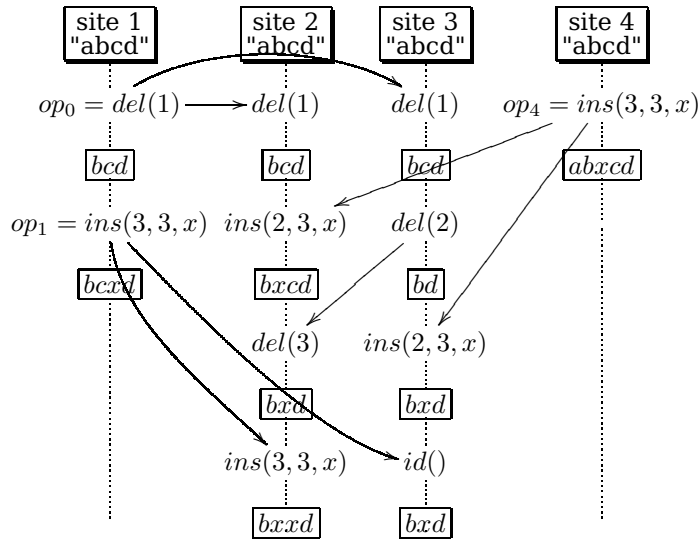 site 1 site 2 site 3 site 4
"abcd" "abcd" "abcd" "abcd"
op0 = del(1) del(1) del(1) op4 = ins(3, 3, x)
bcd bcd bcd abxcd
op1 = ins(3, 3, x) ins(2, 3, x) del(2)
bcxd bxcd bd
del(3) ins(2, 3, x)
bxd bxd
ins(3, 3, x) id()
bxxd bxd